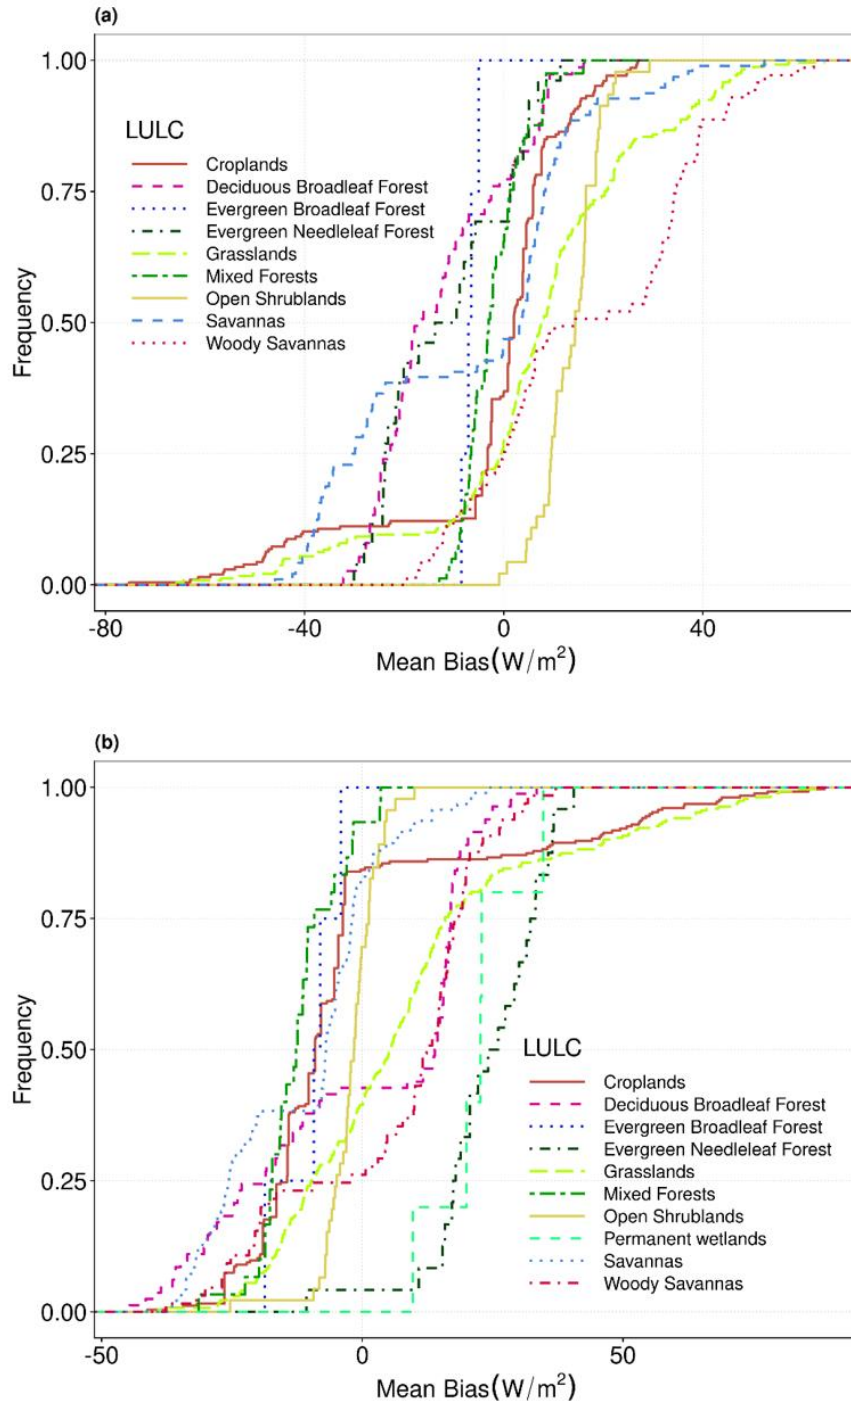 (a)
1.00
0.75
0.50
0.25
0.00
Frequency
LULC
Croplands
Deciduous Broadleaf Forest
Evergreen Broadleaf Forest
Evergreen Needleleaf Forest
Grasslands
Mixed Forests
Open Shrublands
Savannas
Woody Savannas
-80
-40
0
40
Mean Bias(W/m²)
(b)
1.00
0.75
0.50
0.25
0.00
Frequency
LULC
Croplands
Deciduous Broadleaf Forest
Evergreen Broadleaf Forest
Evergreen Needleleaf Forest
Grasslands
Mixed Forests
Open Shrublands
Permanent wetlands
Savannas
Woody Savannas
-50
0
50
Mean Bias(W/m²)